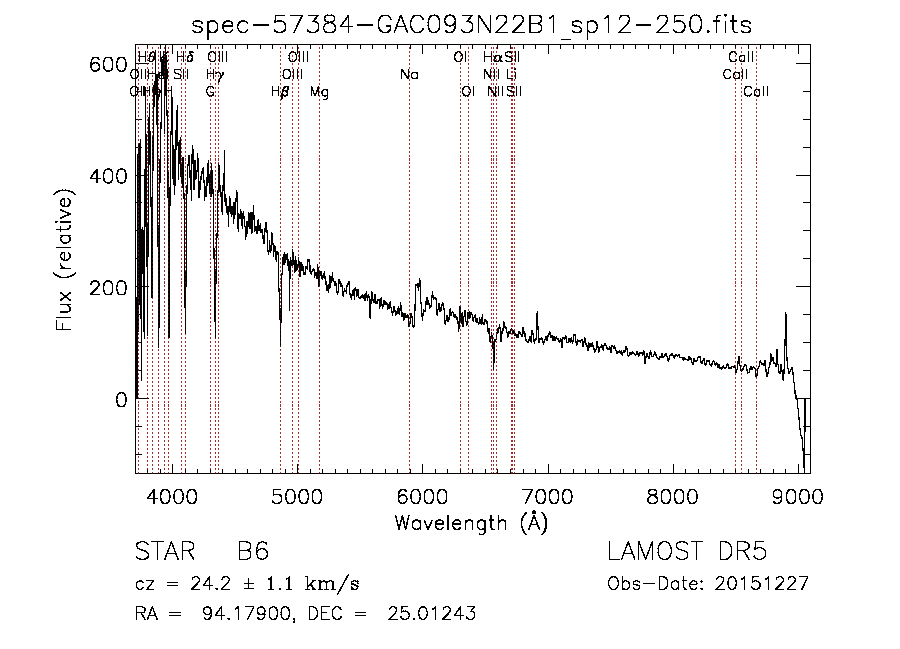 spec-57384-GAC093N22B1_sp12-250.fits
Hδ OIII OIII OI Hα SII CaII
OII SII Hγ OIII Na NII Li CaII
G Hβ Mg OI NII SII CaII
600
400
200
0
Flux (relative)
4000 5000 6000 7000 8000 9000
Wavelength (Å)
STAR B6 LAMOST DR5
cz = 24.2 ± 1.1 km/s Obs-Date: 20151227
RA = 94.17900, DEC = 25.01243